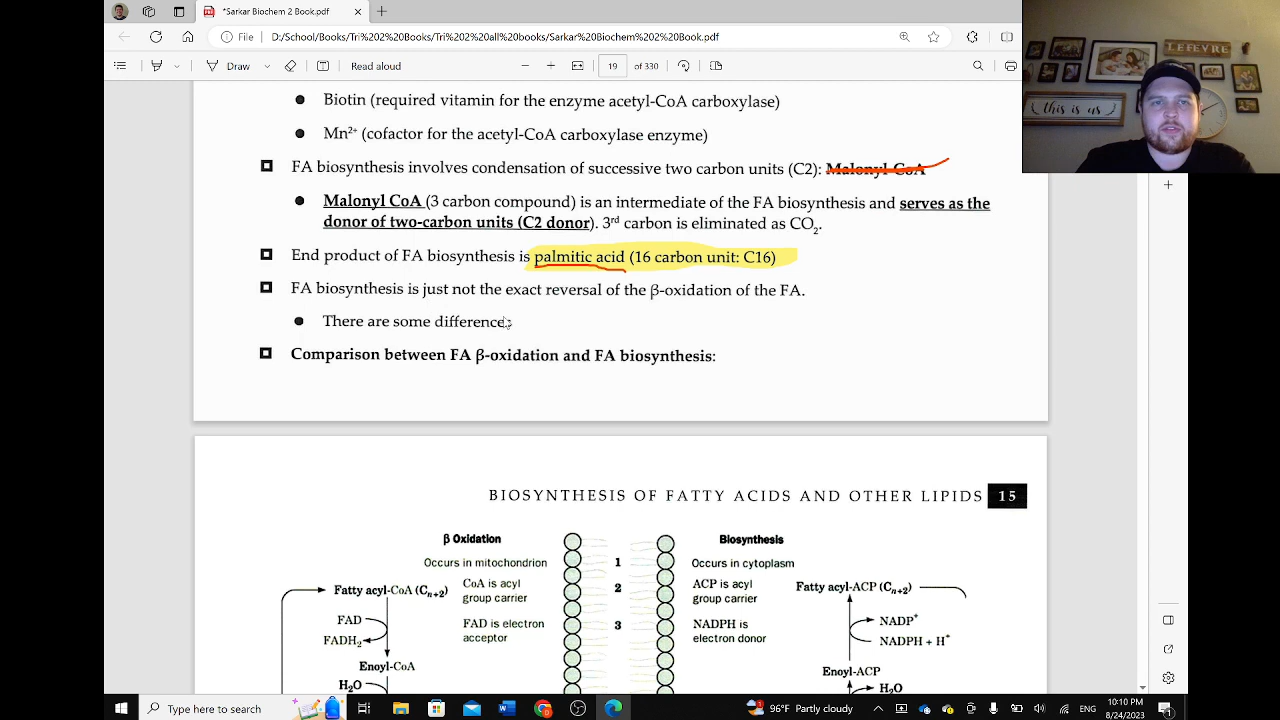 *Sarkar Biochem 2 Book.pdf
File
D:/School/Books/Tri%202%20Books/Tri%202%20all%20books/Sarkar%20Biochem%202%20Book.pdf
Draw
Read aloud
19 of 330
LEFEVRE
this is us
Biotin (required vitamin for the enzyme acetyl-CoA carboxylase)
Mn2+ (cofactor for the acetyl-CoA carboxylase enzyme)
FA biosynthesis involves condensation of successive two carbon units (C2): Malonyl-CoA
Malonyl CoA (3 carbon compound) is an intermediate of the FA biosynthesis and serves as the
donor of two-carbon units (C2 donor). 3rd carbon is eliminated as CO2.
End product of FA biosynthesis is palmitic acid (16 carbon unit: C16)
FA biosynthesis is just not the exact reversal of the β-oxidation of the FA.
There are some differences
Comparison between FA β-oxidation and FA biosynthesis:
BIOSYNTHESIS OF FATTY ACIDS AND OTHER LIPIDS 15
β Oxidation
Biosynthesis
Occurs in mitochondrion
1
Occurs in cytoplasm
Fatty acyl-CoA (Cn+2)
CoA is acyl
group carrier
2
ACP is acyl
group carrier
Fatty acyl-ACP (Cn+2)
FAD
FADH2
FAD is electron
acceptor
3
NADPH is
electron donor
NADP+
NADPH + H+
Enoyl-CoA
Enoyl-ACP
H2O
H2O
Type here to search
96°F Partly cloudy
ENG
10:10 PM
8/24/2023